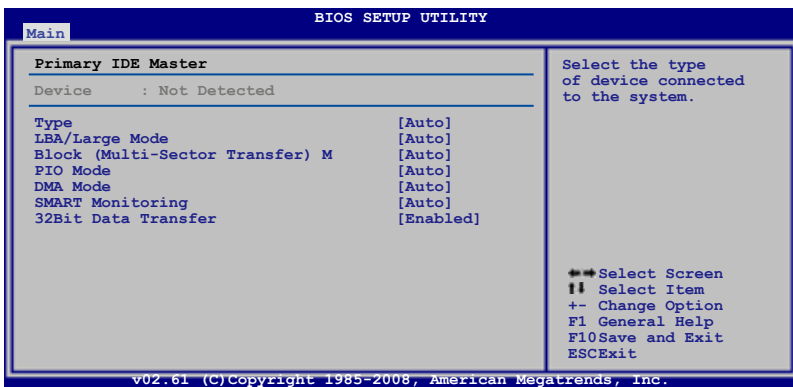 BIOS SETUP UTILITY
Main
Primary IDE Master
Device : Not Detected
Type [Auto]
LBA/Large Mode [Auto]
Block (Multi-Sector Transfer) M [Auto]
PIO Mode [Auto]
DMA Mode [Auto]
SMART Monitoring [Auto]
32Bit Data Transfer [Enabled]
Select the type
of device connected
to the system.
Select Screen
Select Item
+- Change Option
F1 General Help
F10Save and Exit
ESCExit
v02.61 (C)Copyright 1985-2008, American Megatrends, Inc.